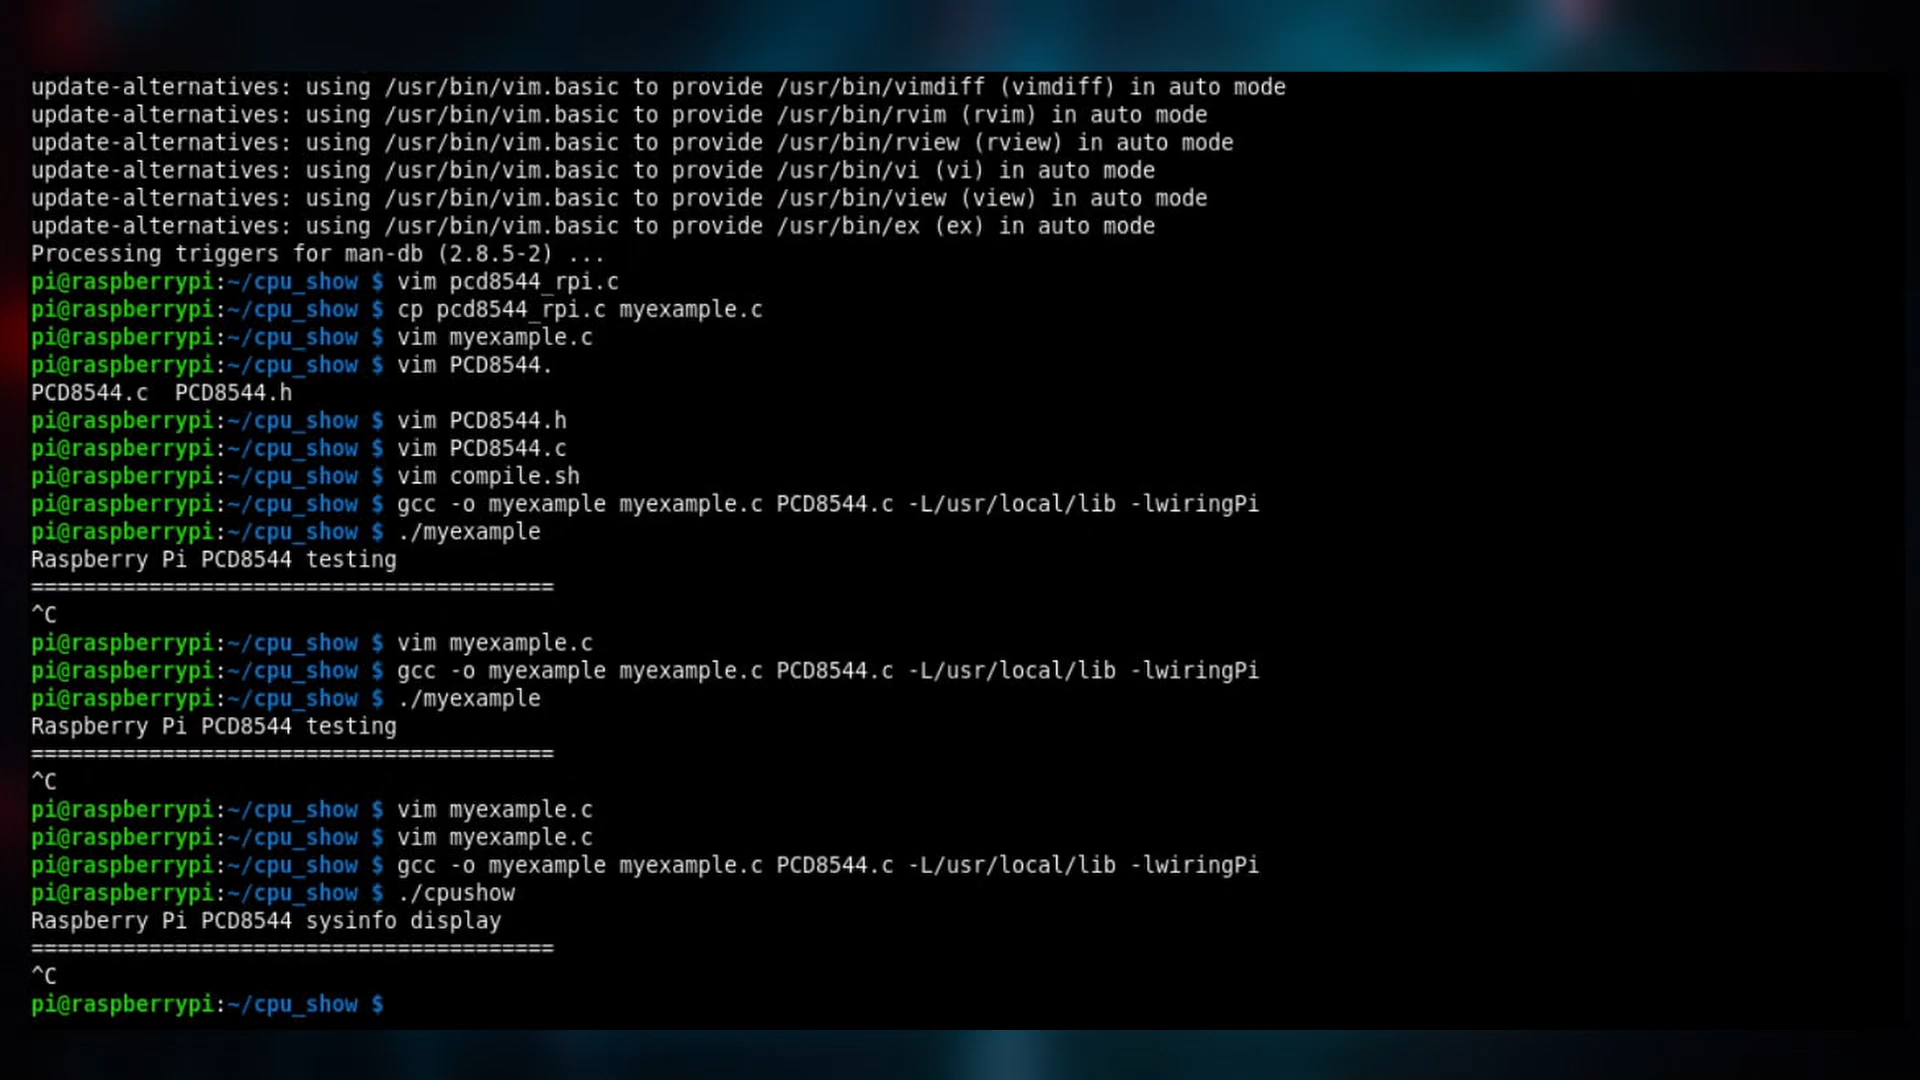 update-alternatives: using /usr/bin/vim.basic to provide /usr/bin/vimdiff (vimdiff) in auto mode
update-alternatives: using /usr/bin/vim.basic to provide /usr/bin/rvim (rvim) in auto mode
update-alternatives: using /usr/bin/vim.basic to provide /usr/bin/rview (rview) in auto mode
update-alternatives: using /usr/bin/vim.basic to provide /usr/bin/vi (vi) in auto mode
update-alternatives: using /usr/bin/vim.basic to provide /usr/bin/view (view) in auto mode
update-alternatives: using /usr/bin/vim.basic to provide /usr/bin/ex (ex) in auto mode
Processing triggers for man-db (2.8.5-2) ...
pi@raspberrypi:~/cpu_show $ vim pcd8544_rpi.c
pi@raspberrypi:~/cpu_show $ cp pcd8544_rpi.c myexample.c
pi@raspberrypi:~/cpu_show $ vim myexample.c
pi@raspberrypi:~/cpu_show $ vim PCD8544.
PCD8544.c  PCD8544.h
pi@raspberrypi:~/cpu_show $ vim PCD8544.h
pi@raspberrypi:~/cpu_show $ vim PCD8544.c
pi@raspberrypi:~/cpu_show $ vim compile.sh
pi@raspberrypi:~/cpu_show $ gcc -o myexample myexample.c PCD8544.c -L/usr/local/lib -lwiringPi
pi@raspberrypi:~/cpu_show $ ./myexample
Raspberry Pi PCD8544 testing
========================================
^C
pi@raspberrypi:~/cpu_show $ vim myexample.c
pi@raspberrypi:~/cpu_show $ gcc -o myexample myexample.c PCD8544.c -L/usr/local/lib -lwiringPi
pi@raspberrypi:~/cpu_show $ ./myexample
Raspberry Pi PCD8544 testing
========================================
^C
pi@raspberrypi:~/cpu_show $ vim myexample.c
pi@raspberrypi:~/cpu_show $ vim myexample.c
pi@raspberrypi:~/cpu_show $ gcc -o myexample myexample.c PCD8544.c -L/usr/local/lib -lwiringPi
pi@raspberrypi:~/cpu_show $ ./cpushow
Raspberry Pi PCD8544 sysinfo display
========================================
^C
pi@raspberrypi:~/cpu_show $